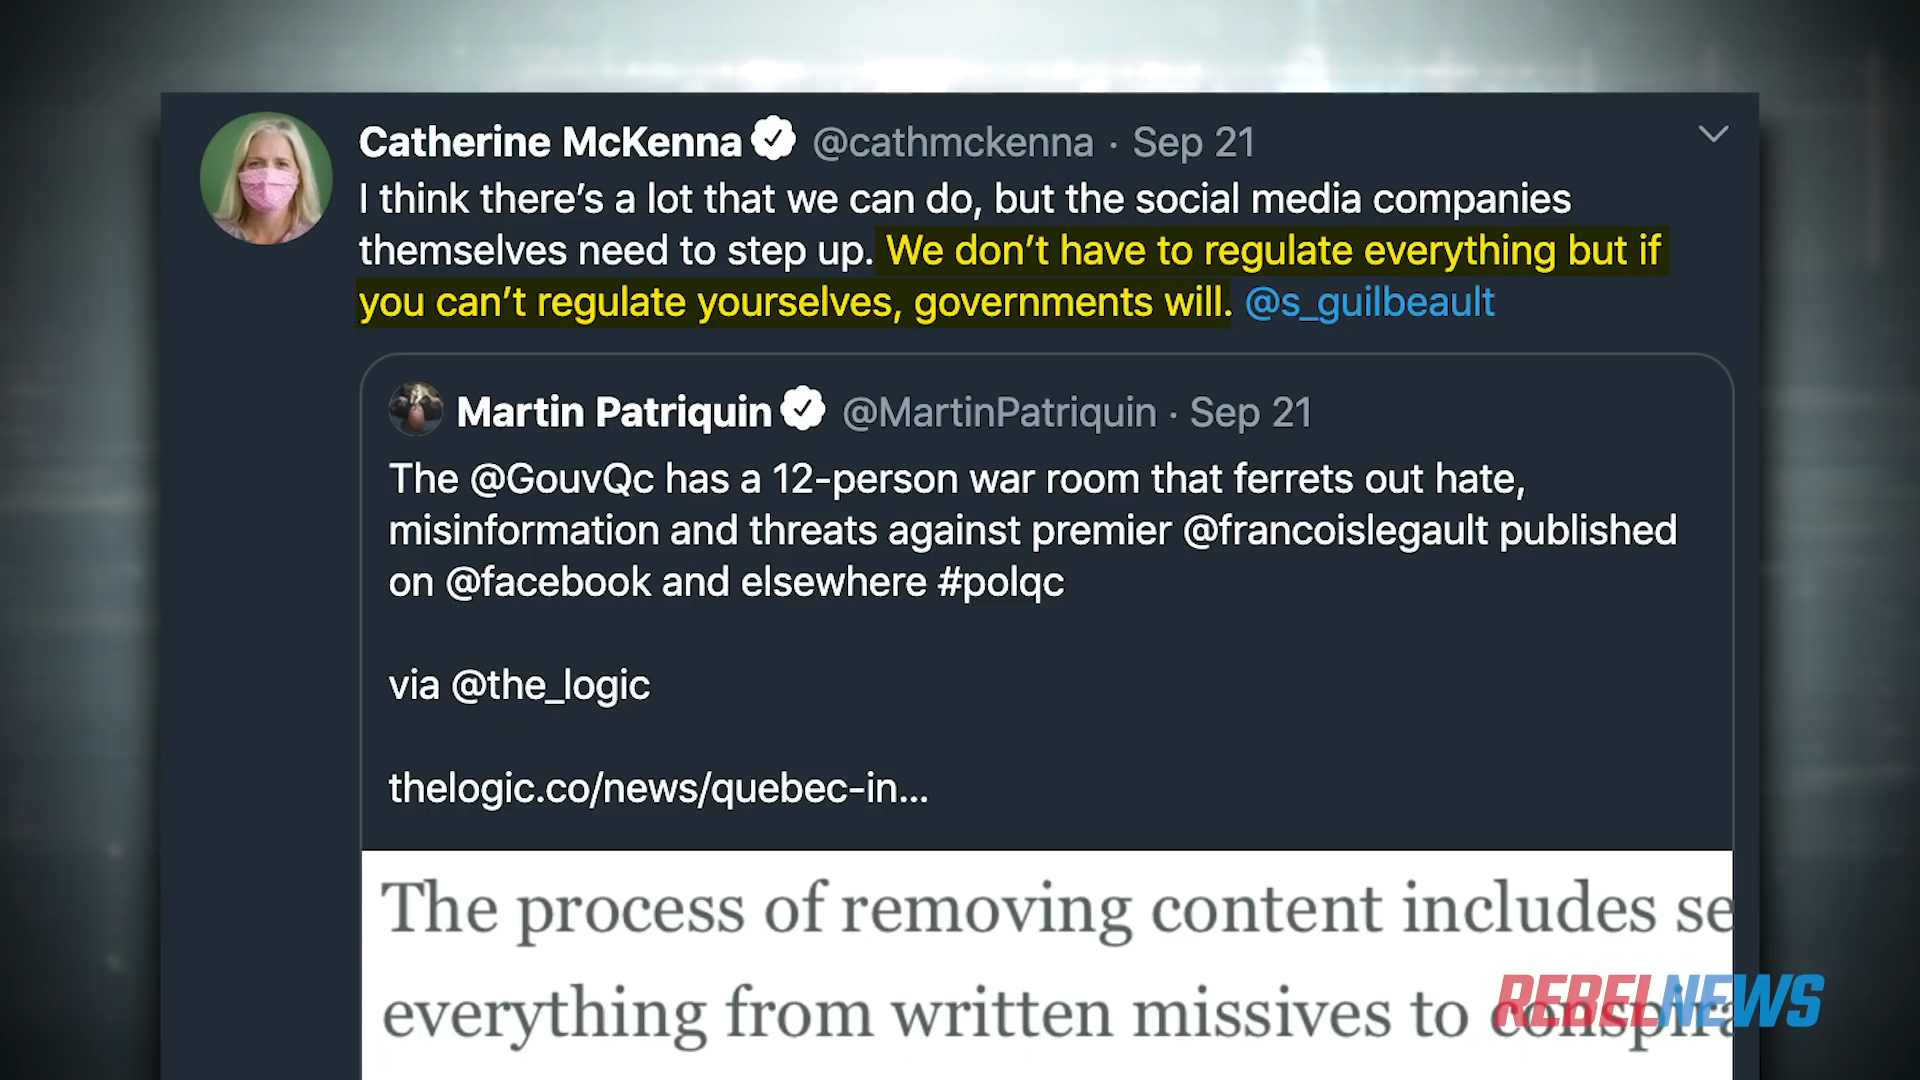 Catherine McKenna @cathmckenna · Sep 21
I think there’s a lot that we can do, but the social media companies
themselves need to step up. We don’t have to regulate everything but if
you can’t regulate yourselves, governments will. @s_guilbeault
Martin Patriquin @MartinPatriquin · Sep 21
The @GouvQc has a 12-person war room that ferrets out hate,
misinformation and threats against premier @francoislegault published
on @facebook and elsewhere #polqc
via @the_logic
thelogic.co/news/quebec-in...
The process of removing content includes se
everything from written missives to conspira
REBELNEWS